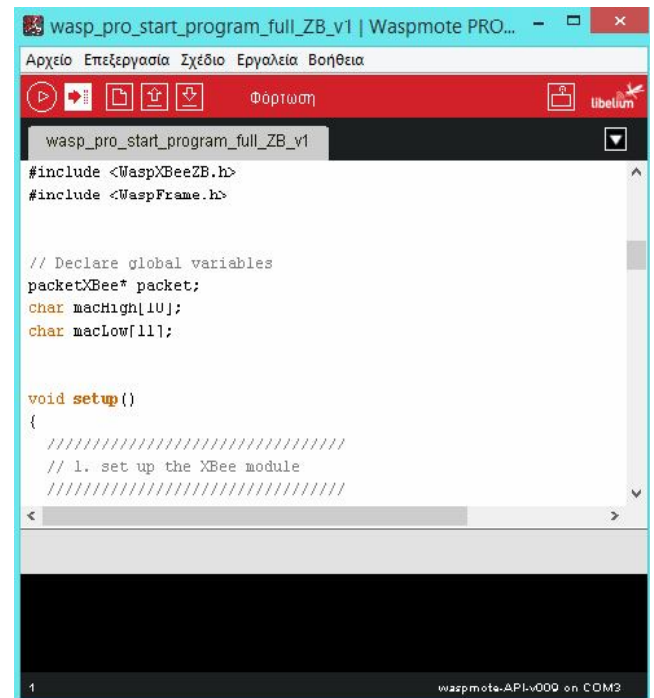 wasp_pro_start_program_full_ZB_v1 | Waspmote PRO...
Αρχείο Επεξεργασία Σχέδιο Εργαλεία Βοήθεια
Φόρτωση
libelium
wasp_pro_start_program_full_ZB_v1
#include <WaspXBeeZB.h>
#include <WaspFrame.h>
// Declare global variables
packetXBee* packet;
char macHigh[10];
char macLow[11];
void setup()
{
/////////////////////////////////
// 1. set up the XBee module
/////////////////////////////////
1
waspmote-API-v009 on COM3